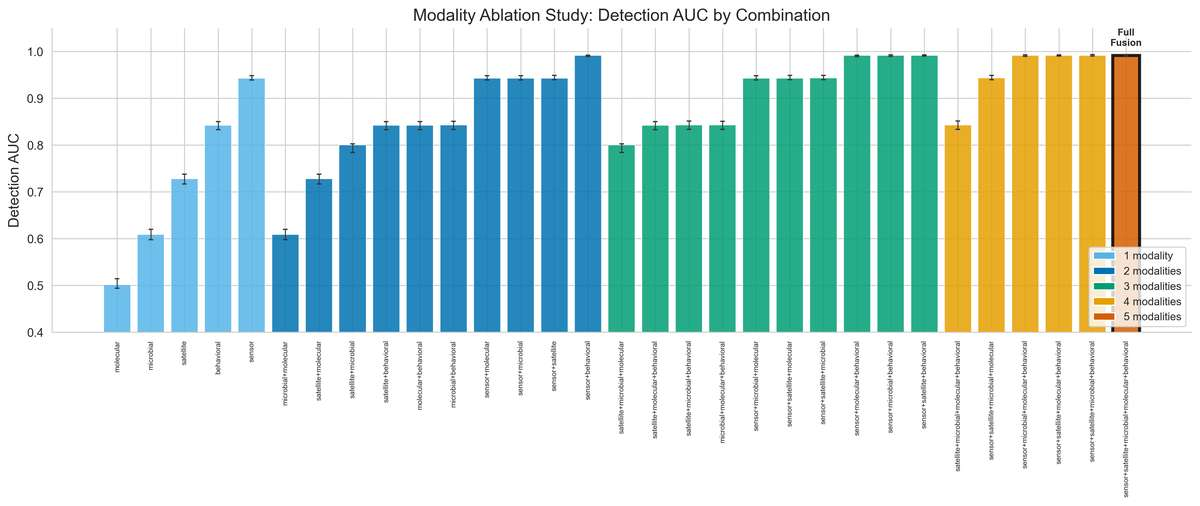 Modality Ablation Study: Detection AUC by Combination
Full
Fusion
Detection AUC
1.0
0.9
0.8
0.7
0.6
0.5
0.4
1 modality
2 modalities
3 modalities
4 modalities
5 modalities
molecular
microbial
satellite
behavioral
sensor
microbial+molecular
satellite+molecular
satellite+microbial
satellite+behavioral
molecular+behavioral
microbial+behavioral
sensor+molecular
sensor+microbial
sensor+satellite
sensor+behavioral
satellite+microbial+molecular
satellite+molecular+behavioral
satellite+microbial+behavioral
microbial+molecular+behavioral
sensor+microbial+molecular
sensor+satellite+molecular
sensor+satellite+microbial
sensor+molecular+behavioral
sensor+microbial+behavioral
sensor+satellite+behavioral
satellite+microbial+molecular+behavioral
sensor+satellite+microbial+molecular
sensor+microbial+molecular+behavioral
sensor+satellite+molecular+behavioral
sensor+satellite+microbial+behavioral
sensor+satellite+microbial+molecular+behavioral